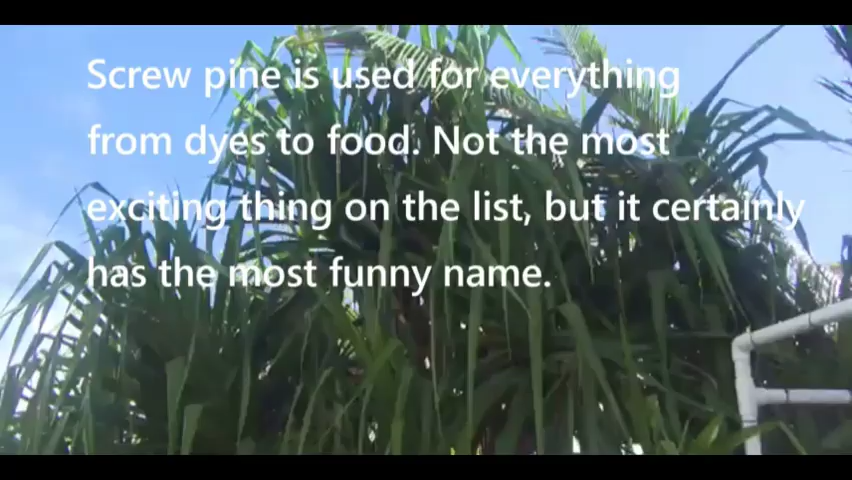 Screw pine is used for everything
from dyes to food. Not the most
exciting thing on the list, but it certainly
has the most funny name.